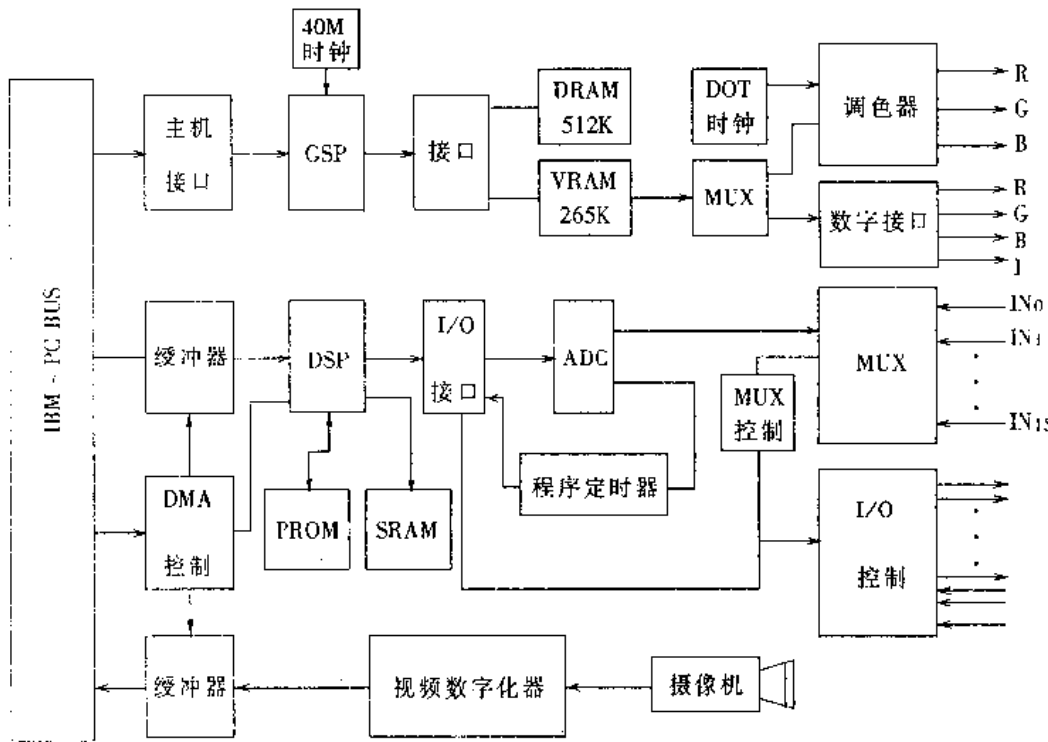 40M
时钟
主机
接口
GSP
接口
DRAM
512K
VRAM
265K
DOT
时钟
MUX
调色器
R
G
B
数字接口
R
G
B
I
IBM-PC BUS
缓冲器
DSP
I/O
接口
ADC
MUX
控制
MUX
IN0
IN1
IN15
程序定时器
DMA
控制
PROM
SRAM
I/O
控制
缓冲器
视频数字化器
摄像机